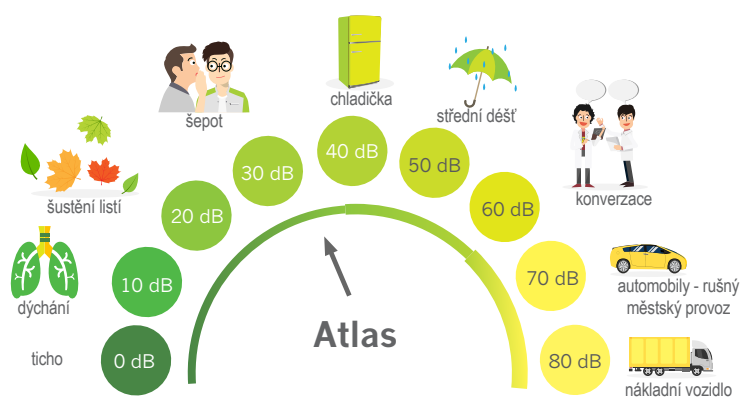 šepot
chladička
střední déšť
šustění listí
konverzace
dýchání
automobily - rušný
městský provoz
ticho
nákladní vozidlo
0 dB
10 dB
20 dB
30 dB
40 dB
50 dB
60 dB
70 dB
80 dB
Atlas